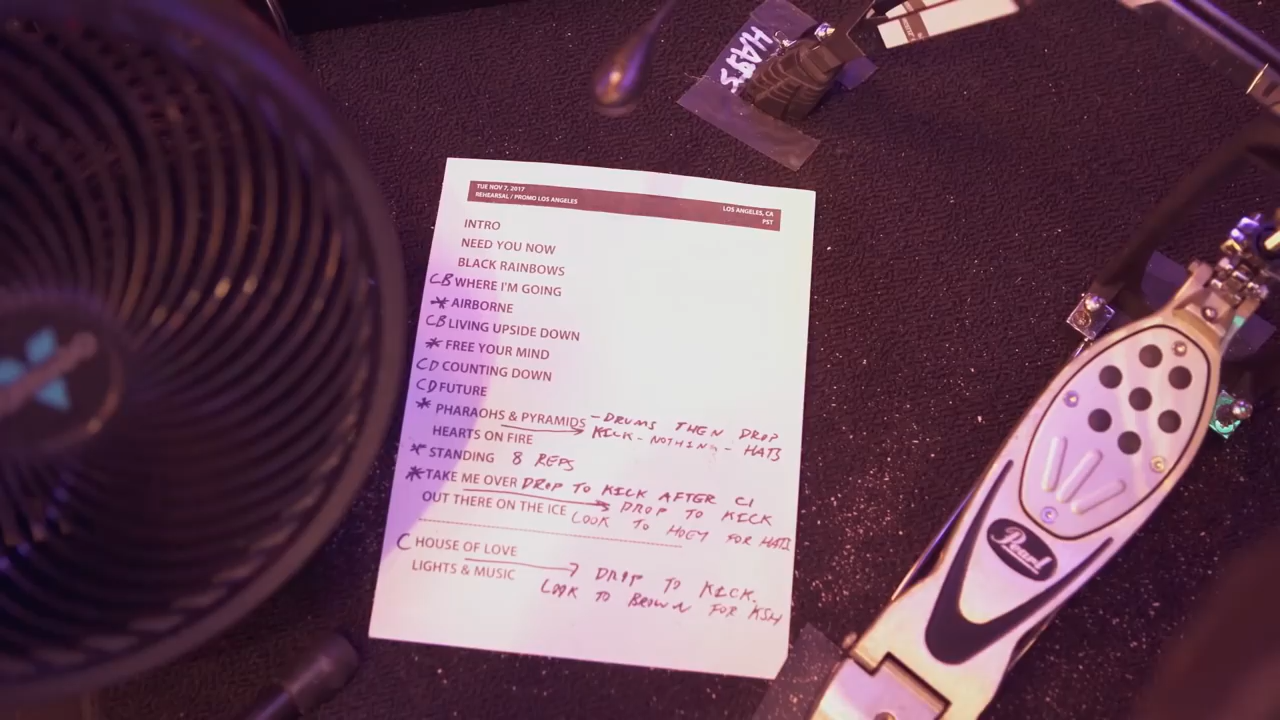 HATS
TUE NOV 7, 2017
REHEARSAL / PROMO LOS ANGELES
LOS ANGELES, CA
PST
INTRO
NEED YOU NOW
BLACK RAINBOWS
CB WHERE I'M GOING
* AIRBORNE
CB LIVING UPSIDE DOWN
* FREE YOUR MIND
CD COUNTING DOWN
CD FUTURE
* PHARAOHS & PYRAMIDS - DRUMS THEN DROP
HEARTS ON FIRE KICK - NOTHING - HATS
* STANDING 8 REPS
* TAKE ME OVER DROP TO KICK AFTER C1
OUT THERE ON THE ICE DROP TO KICK
LOOK TO HOEY FOR HATS
C HOUSE OF LOVE
LIGHTS & MUSIC DROP TO KICK.
LOOK TO BROWN FOR KSH
Pearl